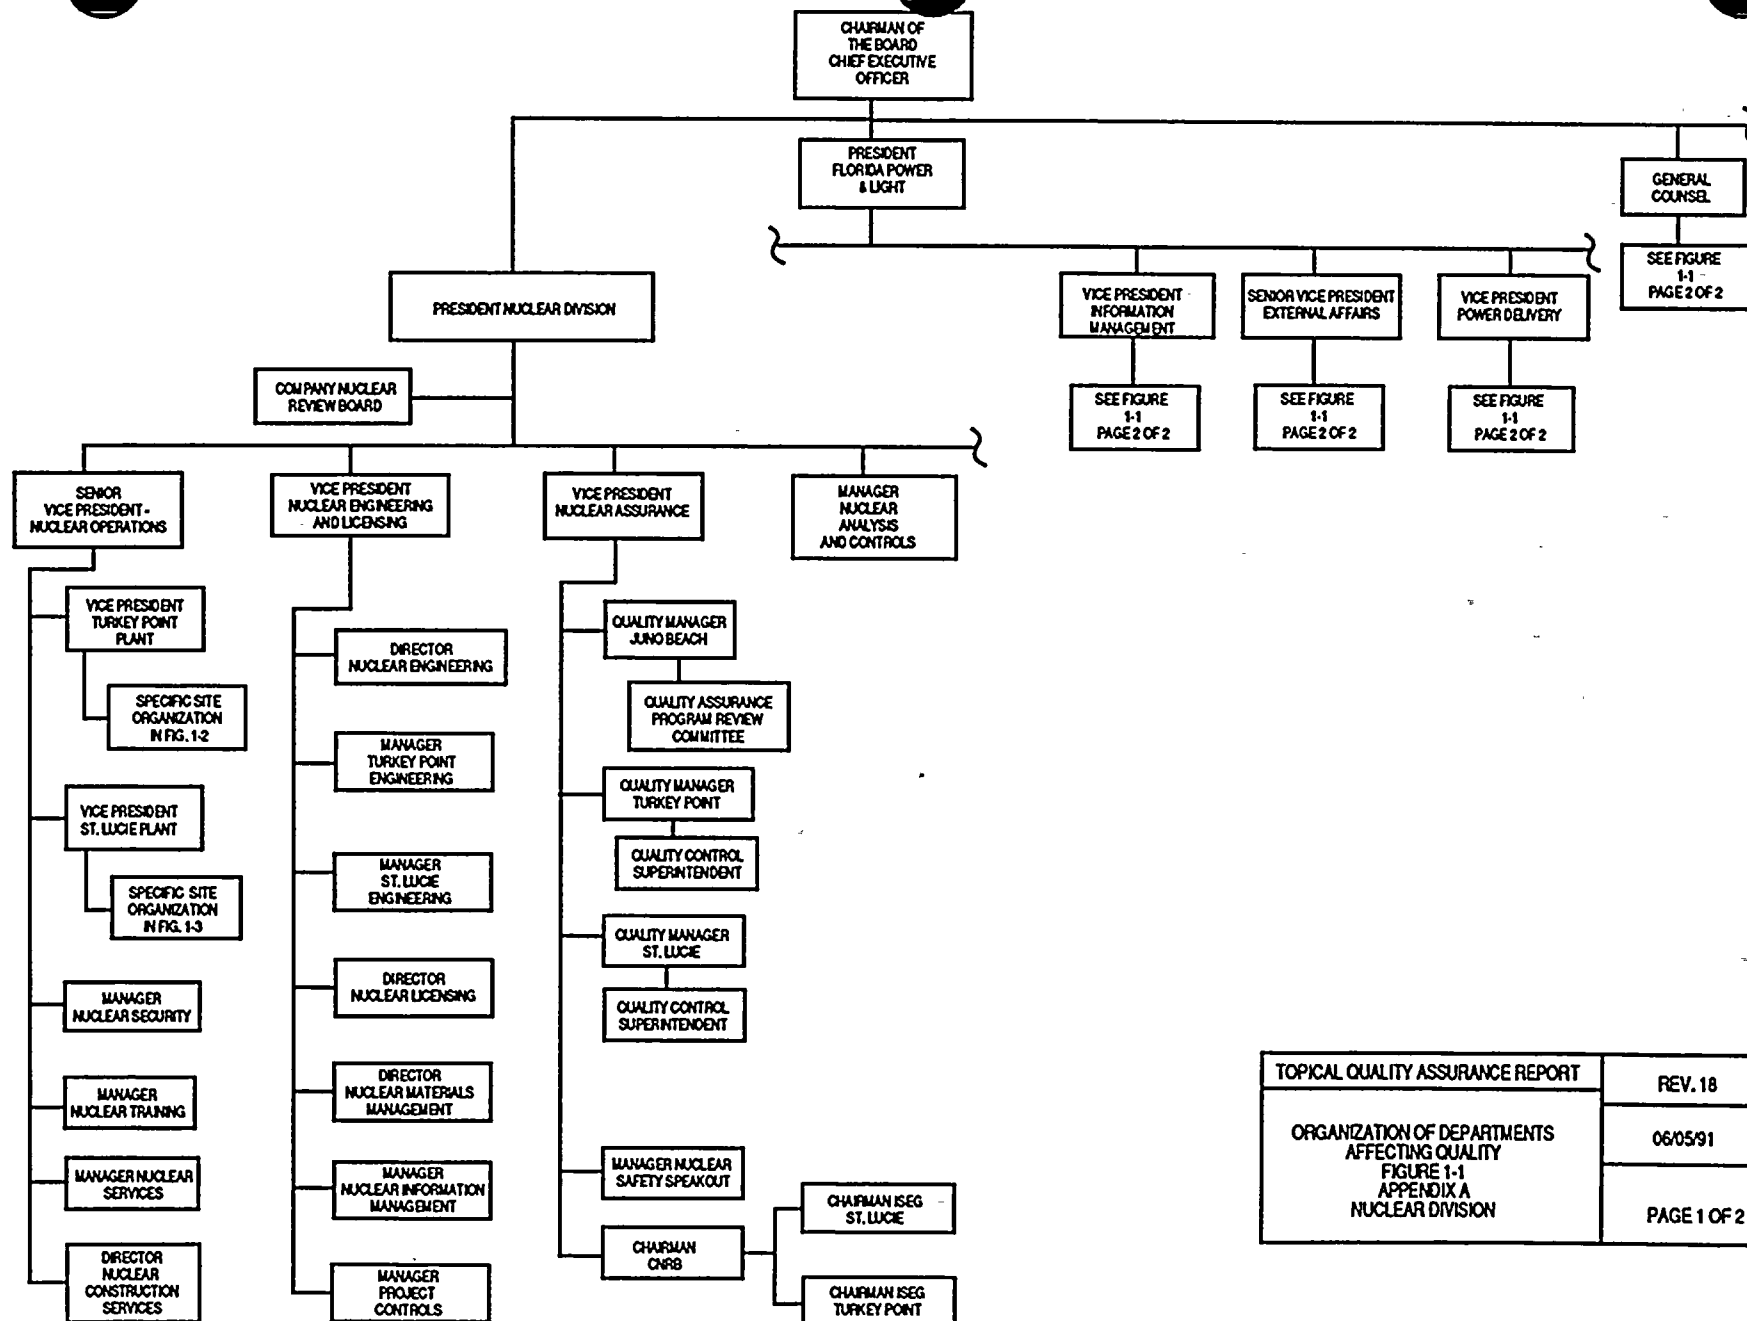 CHAIRMAN OF
THE BOARD
CHIEF EXECUTIVE
OFFICER
PRESIDENT
FLORIDA POWER
& LIGHT
GENERAL
COUNSEL
SEE FIGURE
1-1
PAGE 2 OF 2
PRESIDENT NUCLEAR DIVISION
VICE PRESIDENT
INFORMATION
MANAGEMENT
SENIOR VICE PRESIDENT
EXTERNAL AFFAIRS
VICE PRESIDENT
POWER DELIVERY
COMPANY NUCLEAR
REVIEW BOARD
SEE FIGURE
1-1
PAGE 2 OF 2
SEE FIGURE
1-1
PAGE 2 OF 2
SEE FIGURE
1-1
PAGE 2 OF 2
SENIOR
VICE PRESIDENT -
NUCLEAR OPERATIONS
VICE PRESIDENT
NUCLEAR ENGINEERING
AND LICENSING
VICE PRESIDENT
NUCLEAR ASSURANCE
MANAGER
NUCLEAR
ANALYSIS
AND CONTROLS
VICE PRESIDENT
TURKEY POINT
PLANT
SPECIFIC SITE
ORGANIZATION
IN FIG. 1-2
VICE PRESIDENT
ST. LUCIE PLANT
SPECIFIC SITE
ORGANIZATION
IN FIG. 1-3
MANAGER
NUCLEAR SECURITY
MANAGER
NUCLEAR TRAINING
MANAGER NUCLEAR
SERVICES
DIRECTOR
NUCLEAR
CONSTRUCTION
SERVICES
DIRECTOR
NUCLEAR ENGINEERING
MANAGER
TURKEY POINT
ENGINEERING
MANAGER
ST. LUCIE
ENGINEERING
DIRECTOR
NUCLEAR LICENSING
DIRECTOR
NUCLEAR MATERIALS
MANAGEMENT
MANAGER
NUCLEAR INFORMATION
MANAGEMENT
MANAGER
PROJECT
CONTROLS
QUALITY MANAGER
JUNO BEACH
QUALITY ASSURANCE
PROGRAM REVIEW
COMMITTEE
QUALITY MANAGER
TURKEY POINT
QUALITY CONTROL
SUPERINTENDENT
QUALITY MANAGER
ST. LUCIE
QUALITY CONTROL
SUPERINTENDENT
MANAGER NUCLEAR
SAFETY SPEAKOUT
CHAIRMAN
CNRB
CHAIRMAN ISEG
ST. LUCIE
CHAIRMAN ISEG
TURKEY POINT
TOPICAL QUALITY ASSURANCE REPORT
REV. 18
ORGANIZATION OF DEPARTMENTS
AFFECTING QUALITY
FIGURE 1-1
APPENDIX A
NUCLEAR DIVISION
06/05/91
PAGE 1 OF 2